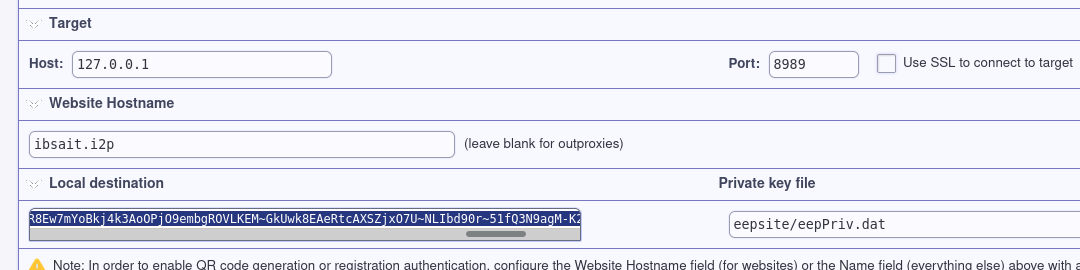 Target
Host: 127.0.0.1 Port: 8989 Use SSL to connect to target
Website Hostname
ibsait.i2p (leave blank for outproxies)
Local destination Private key file
R8Ew7mYoBkj4k3AoOPjO9embgROVLKEM~GkUwk8EAeRtcAXSZjxO7U~NLIbd90r~51fQ3N9agM-K2 eepsite/eepPriv.dat
Note: In order to enable QR code generation or registration authentication, configure the Website Hostname field (for websites) or the Name field (everything else) above with a